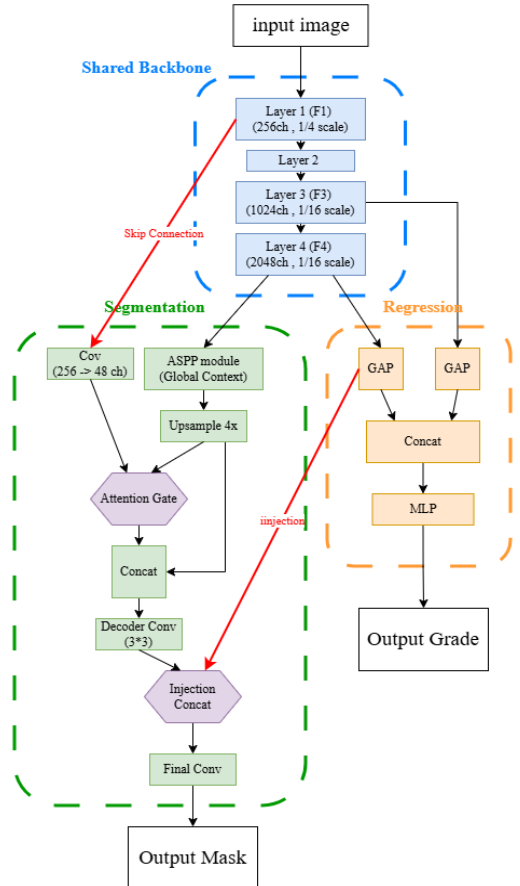 input image
Shared Backbone
Layer 1 (F1)
(256ch , 1/4 scale)
Layer 2
Layer 3 (F3)
(1024ch , 1/16 scale)
Layer 4 (F4)
(2048ch , 1/16 scale)
Skip Connection
Segmentation
Regression
Cov
(256 -> 48 ch)
ASPP module
(Global Context)
GAP
GAP
Upsample 4x
Concat
Attention Gate
MLP
iinjection
Concat
Decoder Conv
(3*3)
Output Grade
Injection
Concat
Final Conv
Output Mask